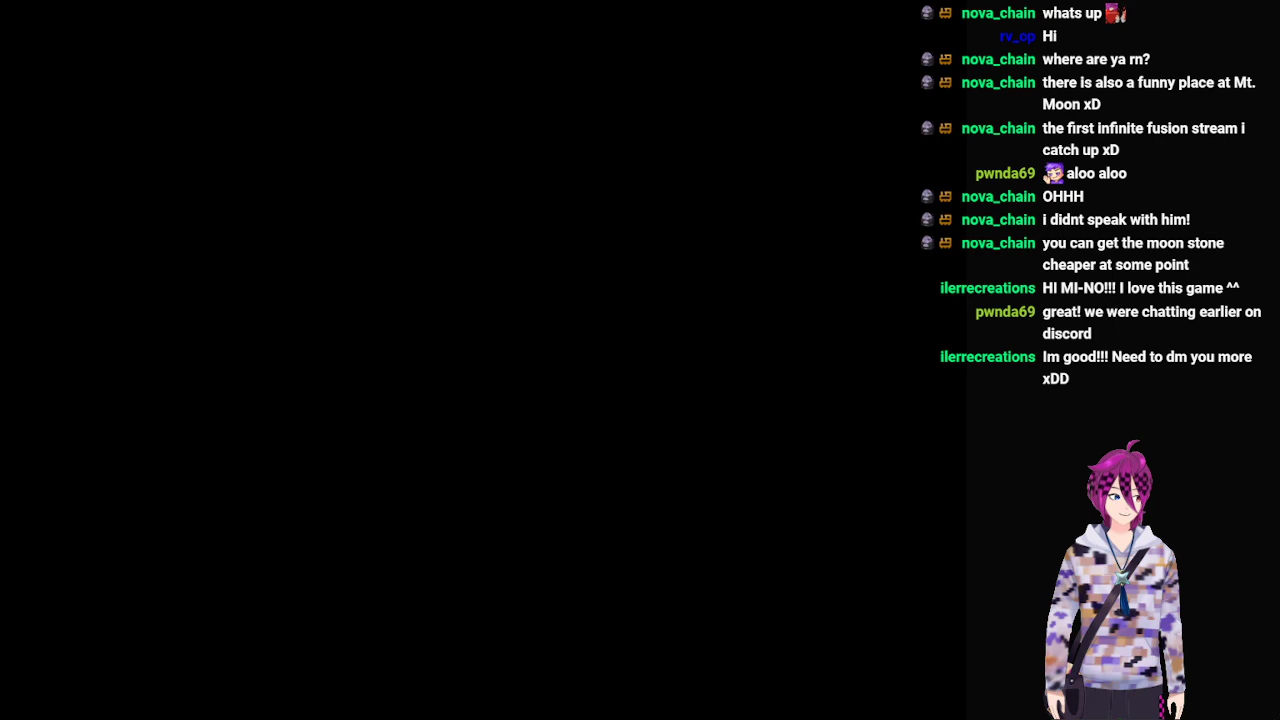 nova_chain whats up
rv_op Hi
nova_chain where are ya rn?
nova_chain there is also a funny place at Mt.
Moon xD
nova_chain the first infinite fusion stream i
catch up xD
pwnda69 aloo aloo
nova_chain OHHH
nova_chain i didnt speak with him!
nova_chain you can get the moon stone
cheaper at some point
ilerrecreations HI MI-NO!!! I love this game ^^
pwnda69 great! we were chatting earlier on
discord
ilerrecreations Im good!!! Need to dm you more
xDD